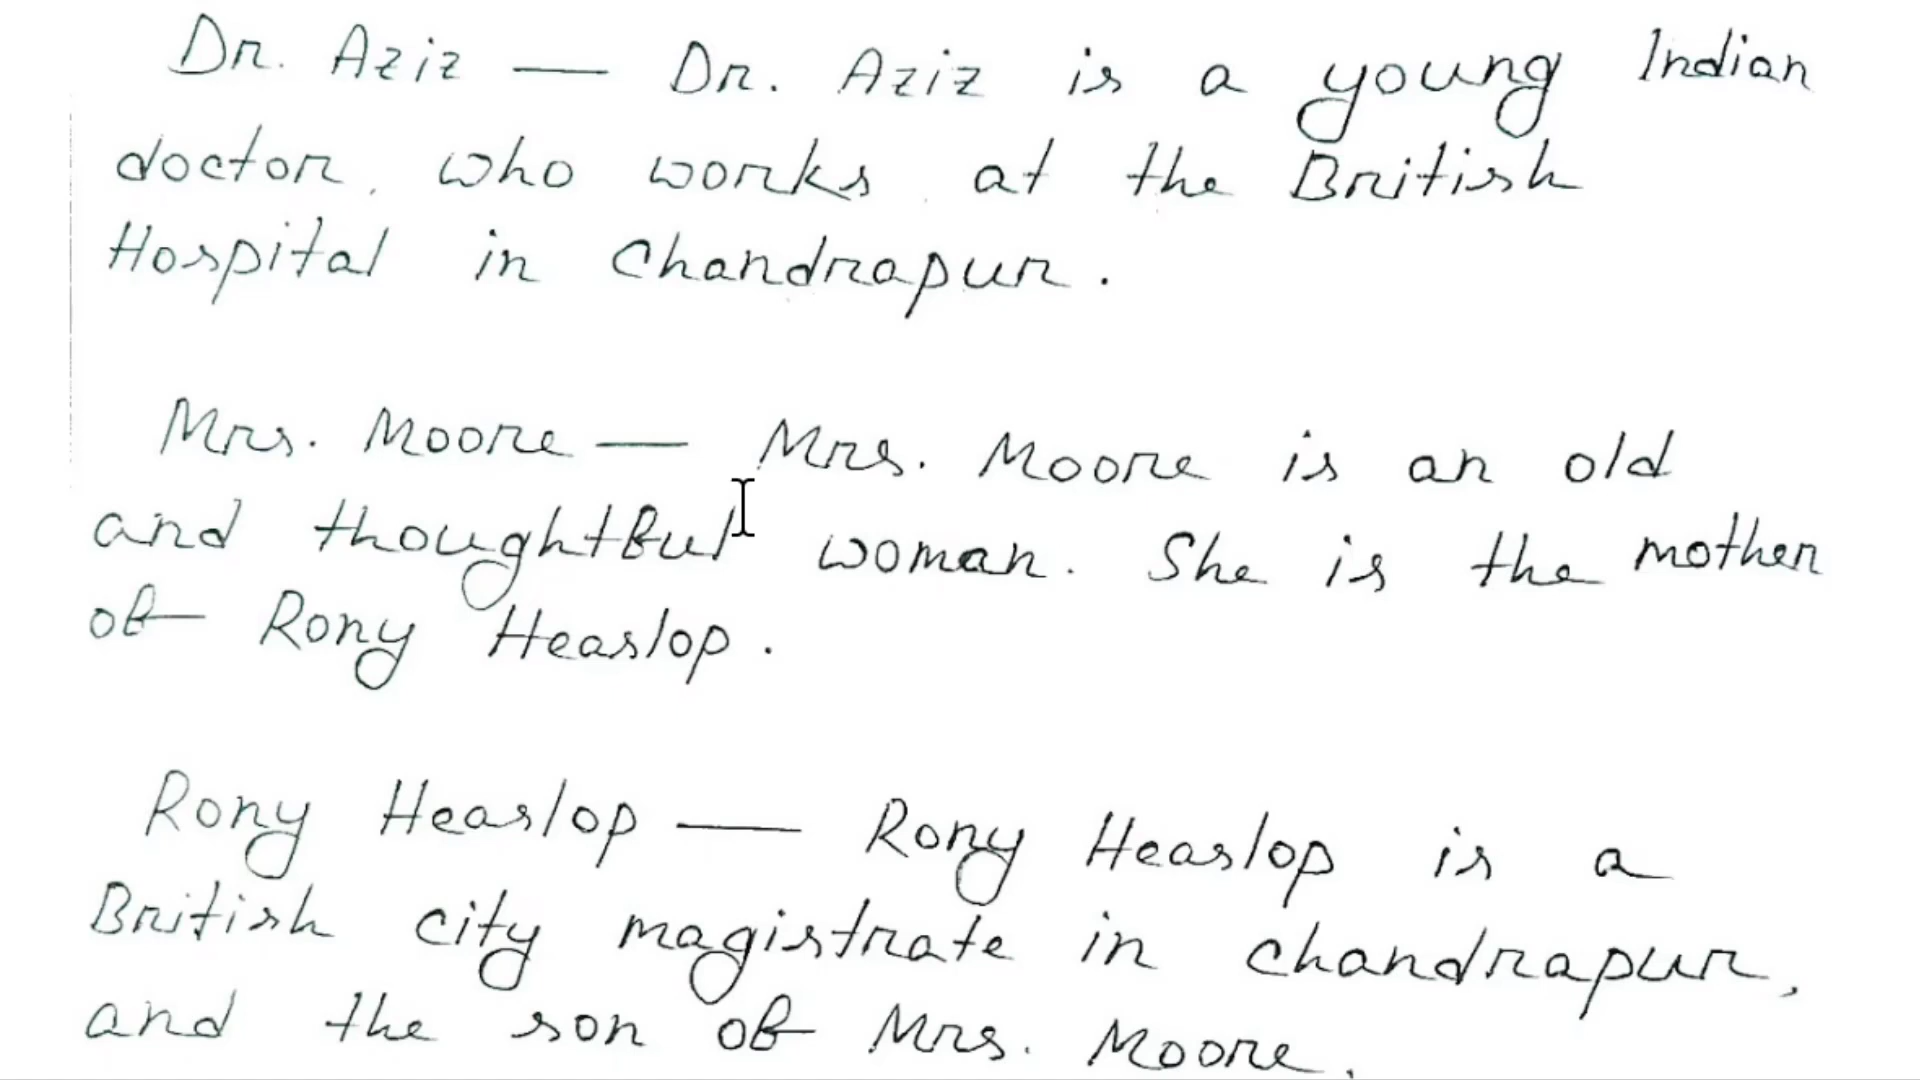 Dr. Aziz — Dr. Aziz is a young Indian
doctor, who works at the British
Hospital in Chandrapur.
Mrs. Moore — Mrs. Moore is an old
and thoughtful woman. She is the mother
of Rony Heaslop.
Rony Heaslop — Rony Heaslop is a
British city magistrate in chandrapur,
and the son of Mrs. Moore.